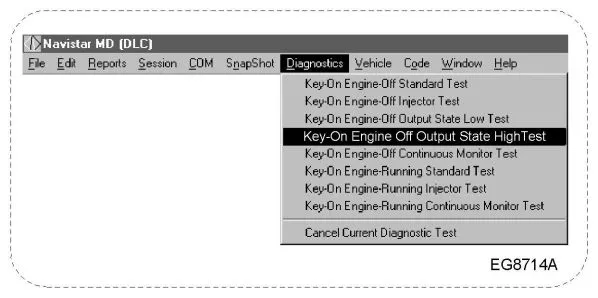 Navistar MD (DLC)
File Edit Reports Session COM SnapShot Diagnostics Vehicle Code Window Help
Key-On Engine-Off Standard Test
Key-On Engine-Off Injector Test
Key-On Engine-Off Output State Low Test
Key-On Engine Off Output State HighTest
Key-On Engine-Off Continuous Monitor Test
Key-On Engine-Running Standard Test
Key-On Engine-Running Injector Test
Key-On Engine-Running Continuous Monitor Test
Cancel Current Diagnostic Test
EG8714A